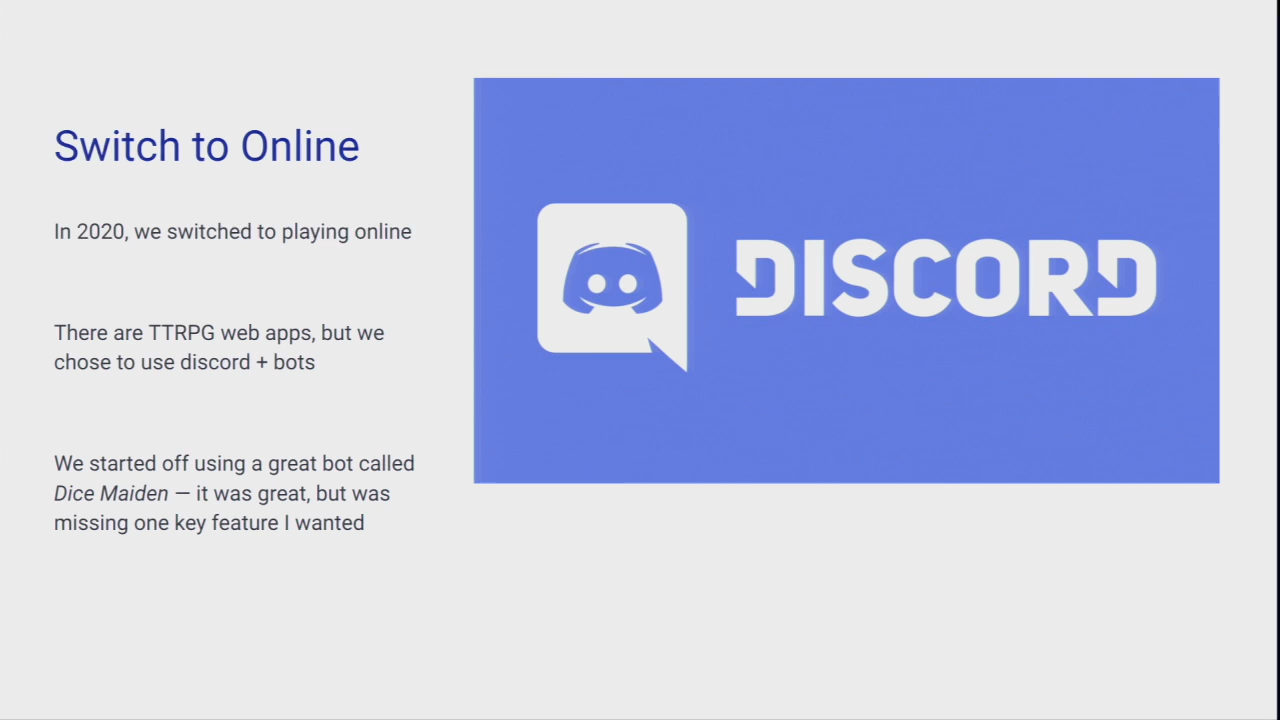 Switch to Online
In 2020, we switched to playing online
There are TTRPG web apps, but we
chose to use discord + bots
We started off using a great bot called
Dice Maiden — it was great, but was
missing one key feature I wanted
DISCORD